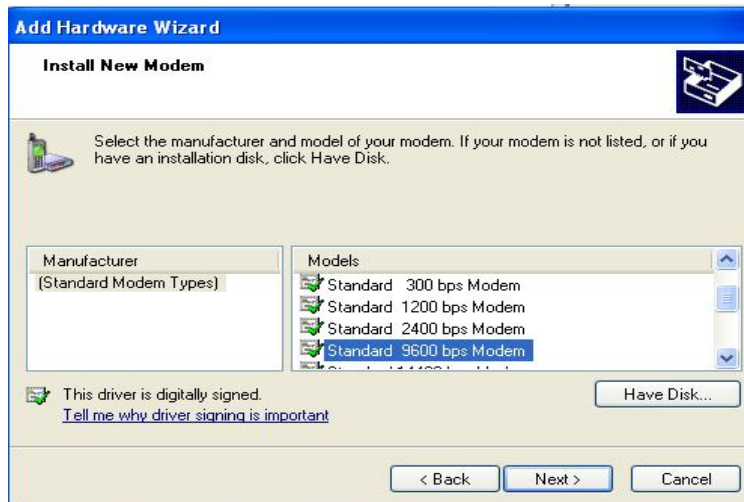 Add Hardware Wizard
Install New Modem
Select the manufacturer and model of your modem. If your modem is not listed, or if you
have an installation disk, click Have Disk.
Manufacturer
(Standard Modem Types)
Models
Standard 300 bps Modem
Standard 1200 bps Modem
Standard 2400 bps Modem
Standard 9600 bps Modem
This driver is digitally signed.
Tell me why driver signing is important
Have Disk...
< Back
Next >
Cancel